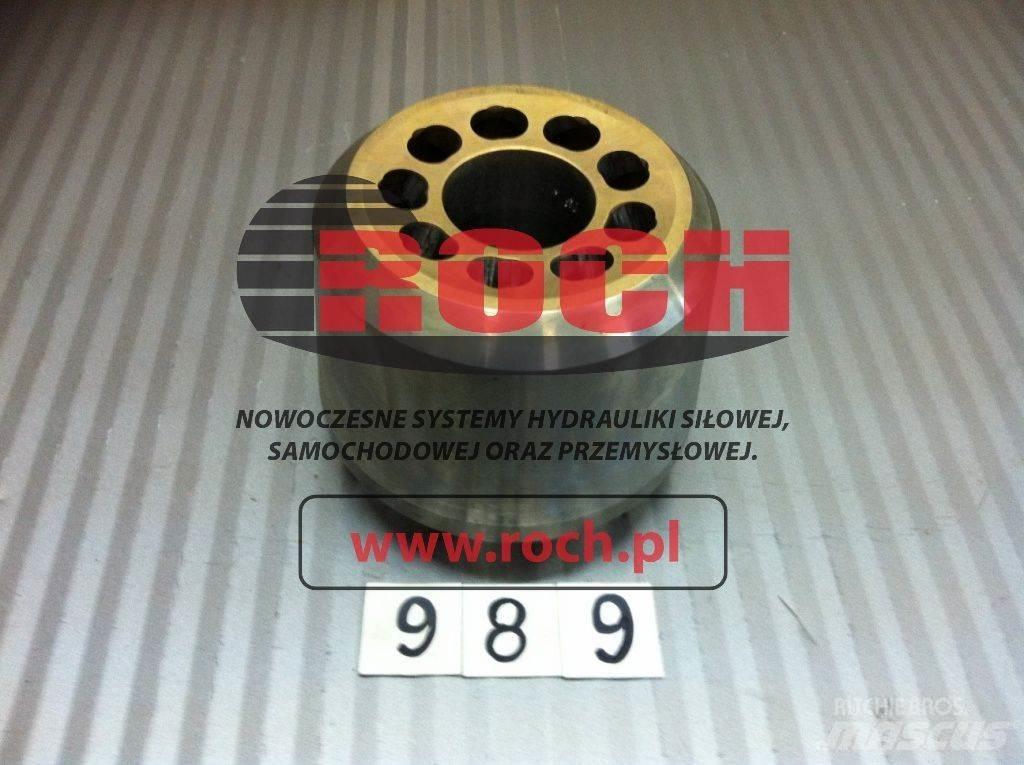 ROCH
NOWOCZESNE SYSTEMY HYDRAULIKI SIŁOWEJ,
SAMOCHODOWEJ ORAZ PRZEMYSŁOWEJ.
www.roch.pl
9 8 9
RITCHIE BROS.
MASCUS